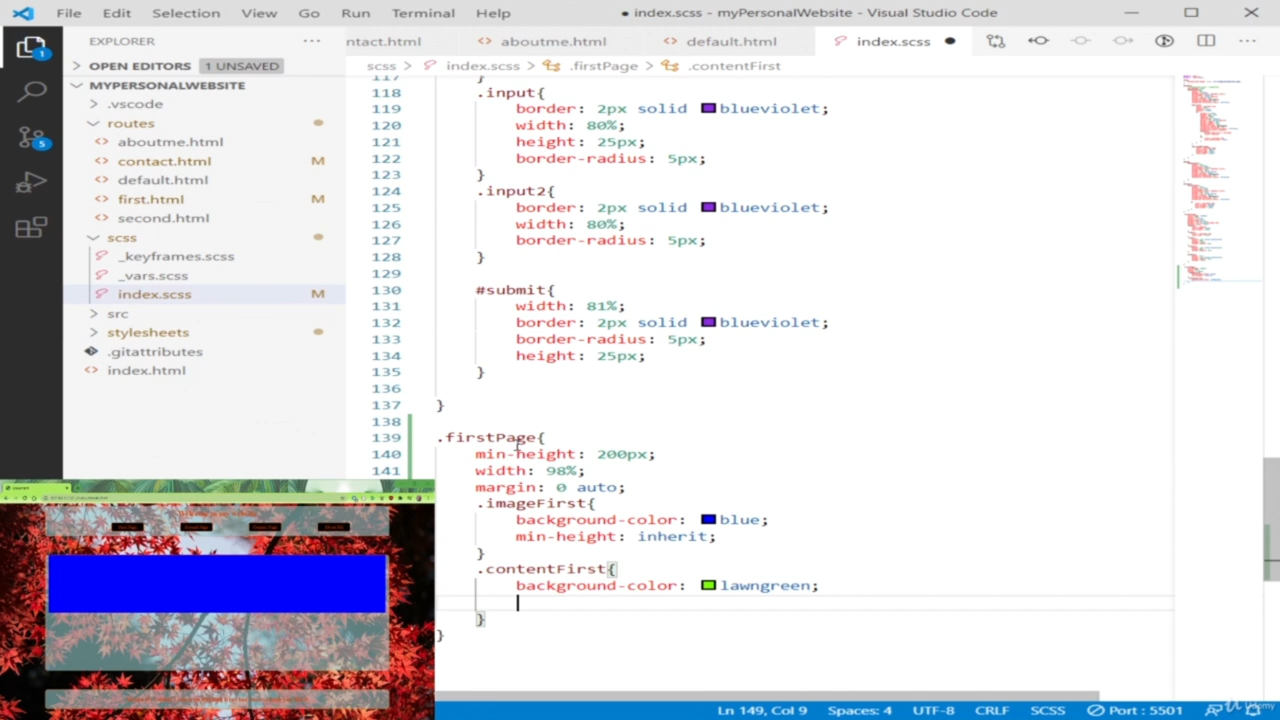 File Edit Selection View Go Run Terminal Help
● index.scss - myPersonalWebsite - Visual Studio Code
EXPLORER
OPEN EDITORS 1 UNSAVED
MYPERSONALWEBSITE
.vscode
routes
aboutme.html
contact.html M
default.html
first.html M
second.html
scss
_keyframes.scss
_vars.scss
index.scss M
src
stylesheets
.gitattributes
index.html
1
5
ntact.html aboutme.html default.html index.scss
scss > index.scss > .firstPage > .contentFirst
117 }
118 .input{
119 border: 2px solid blueviolet;
120 width: 80%;
121 height: 25px;
122 border-radius: 5px;
123 }
124 .input2{
125 border: 2px solid blueviolet;
126 width: 80%;
127 border-radius: 5px;
128 }
129
130 #submit{
131 width: 81%;
132 border: 2px solid blueviolet;
133 border-radius: 5px;
134 height: 25px;
135 }
136
137 }
138
139 .firstPage{
140 min-height: 200px;
141 width: 98%;
margin: 0 auto;
.imageFirst{
background-color: blue;
min-height: inherit;
}
.contentFirst{
background-color: lawngreen;
}
}
Ln 149, Col 9 Spaces: 4 UTF-8 CRLF SCSS Port : 5501
Udemy